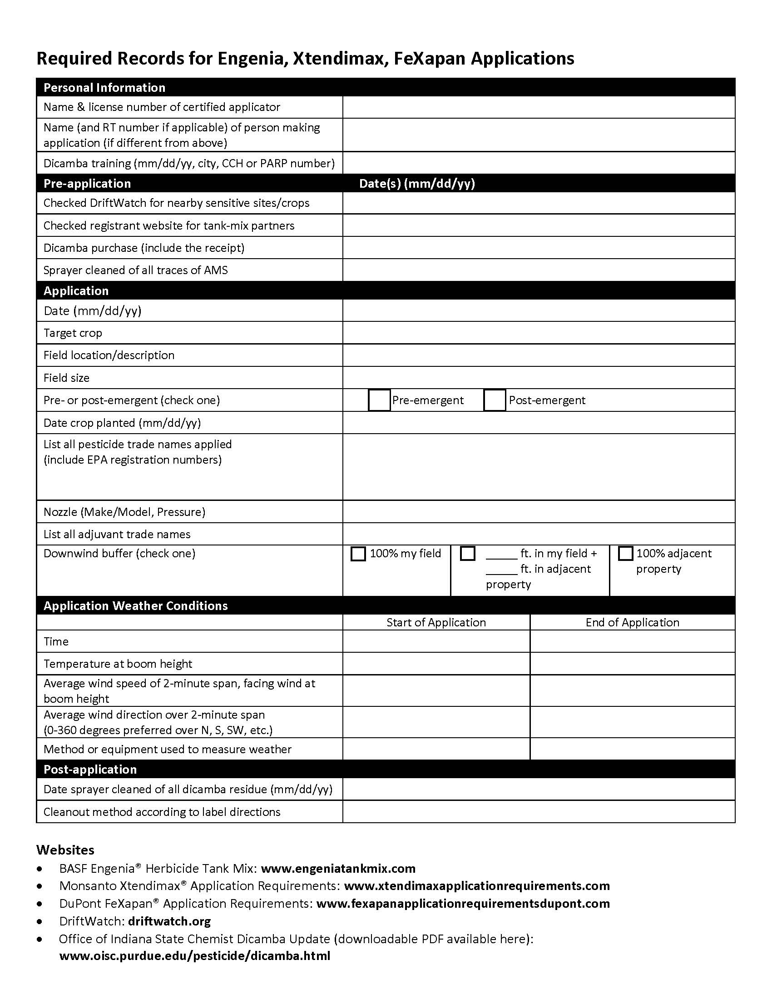 Required Records for Engenia, Xtendimax, FeXapan Applications
Personal Information
Name & license number of certified applicator
Name (and RT number if applicable) of person making
application (if different from above)
Dicamba training (mm/dd/yy, city, CCH or PARP number)
Pre-application Date(s) (mm/dd/yy)
Checked DriftWatch for nearby sensitive sites/crops
Checked registrant website for tank-mix partners
Dicamba purchase (include the receipt)
Sprayer cleaned of all traces of AMS
Application
Date (mm/dd/yy)
Target crop
Field location/description
Field size
Pre- or post-emergent (check one) Pre-emergent Post-emergent
Date crop planted (mm/dd/yy)
List all pesticide trade names applied
(include EPA registration numbers)
Nozzle (Make/Model, Pressure)
List all adjuvant trade names
Downwind buffer (check one) 100% my field _____ ft. in my field + 100% adjacent
_____ ft. in adjacent property
property
Application Weather Conditions
Start of Application End of Application
Time
Temperature at boom height
Average wind speed of 2-minute span, facing wind at
boom height
Average wind direction over 2-minute span
(0-360 degrees preferred over N, S, SW, etc.)
Method or equipment used to measure weather
Post-application
Date sprayer cleaned of all dicamba residue (mm/dd/yy)
Cleanout method according to label directions
Websites
• BASF Engenia® Herbicide Tank Mix: www.engeniatankmix.com
• Monsanto Xtendimax® Application Requirements: www.xtendimaxapplicationrequirements.com
• DuPont FeXapan® Application Requirements: www.fexapanapplicationrequirementsdupont.com
• DriftWatch: driftwatch.org
• Office of Indiana State Chemist Dicamba Update (downloadable PDF available here):
www.oisc.purdue.edu/pesticide/dicamba.html